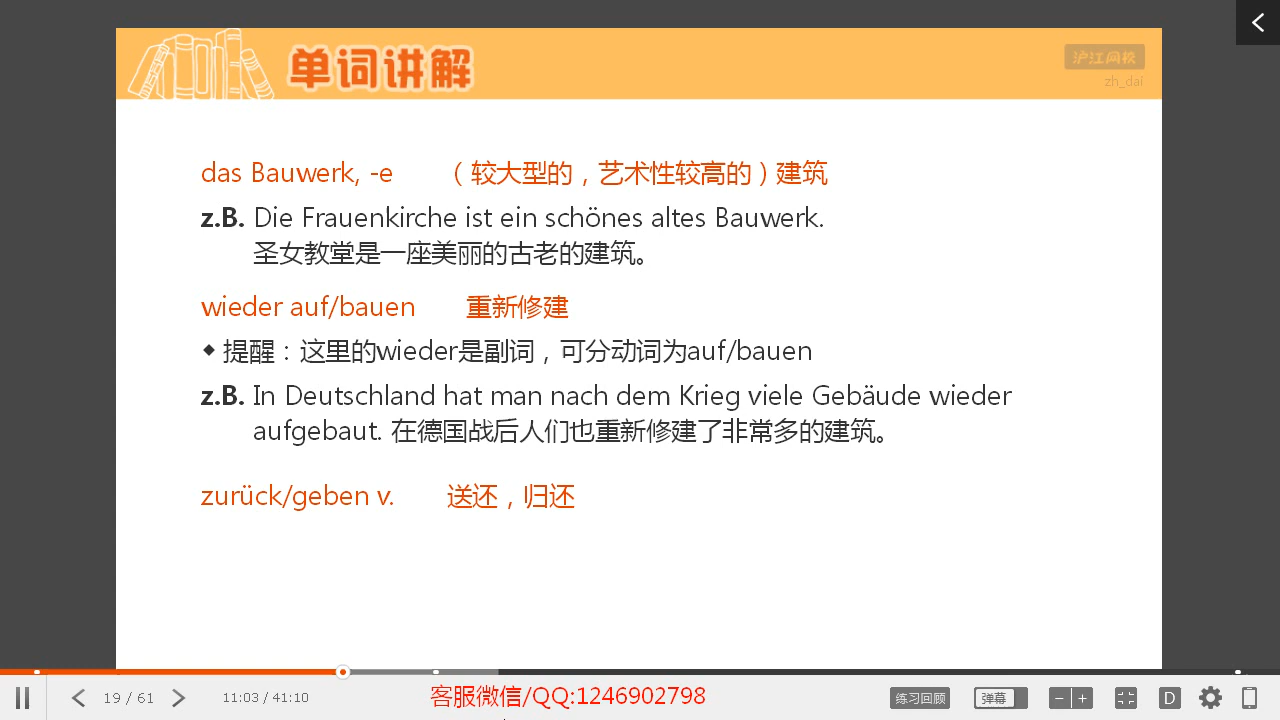 单词讲解
沪江网校
zh_dai
das Bauwerk, -e （较大型的，艺术性较高的）建筑
z.B. Die Frauenkirche ist ein schönes altes Bauwerk.
圣女教堂是一座美丽的古老的建筑。
wieder auf/bauen 重新修建
◆ 提醒：这里的wieder是副词，可分动词为auf/bauen
z.B. In Deutschland hat man nach dem Krieg viele Gebäude wieder
aufgebaut. 在德国战后人们也重新修建了非常多的建筑。
zurück/geben v. 送还，归还
19 / 61
11:03 / 41:10
客服微信/QQ:1246902798
练习回顾
弹幕
D